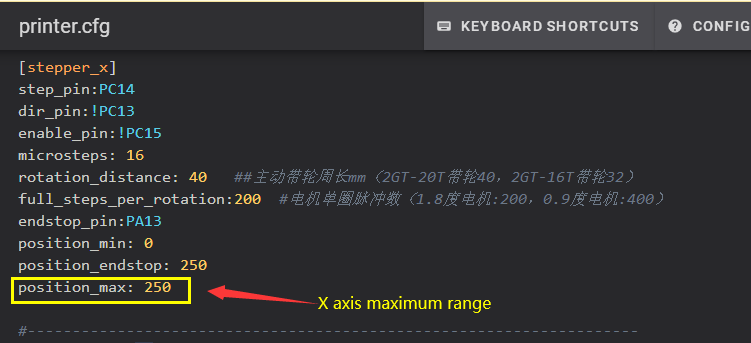 printer.cfg
KEYBOARD SHORTCUTS
CONFIG
[stepper_x]
step_pin:PC14
dir_pin:!PC13
enable_pin:!PC15
microsteps: 16
rotation_distance: 40   ##主动带轮周长mm（2GT-20T带轮40，2GT-16T带轮32）
full_steps_per_rotation:200  #电机单圈脉冲数（1.8度电机:200，0.9度电机:400）
endstop_pin:PA13
position_min: 0
position_endstop: 250
position_max: 250
X axis maximum range
#--------------------------------------------------------------------